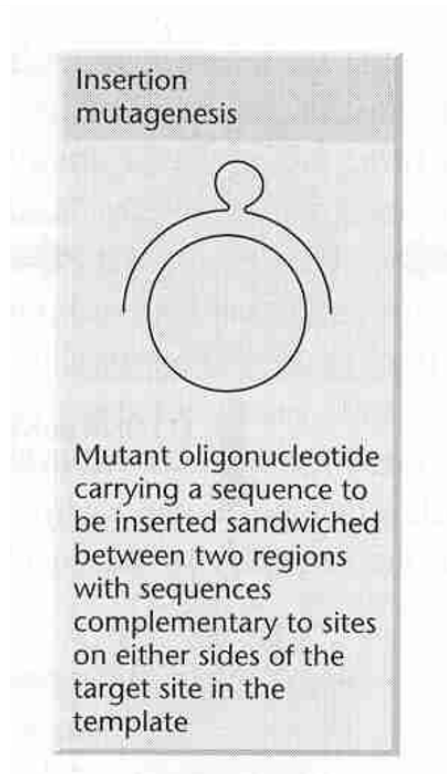 Insertion
mutagenesis
Mutant oligonucleotide
carrying a sequence to
be inserted sandwiched
between two regions
with sequences
complementary to sites
on either sides of the
target site in the
template